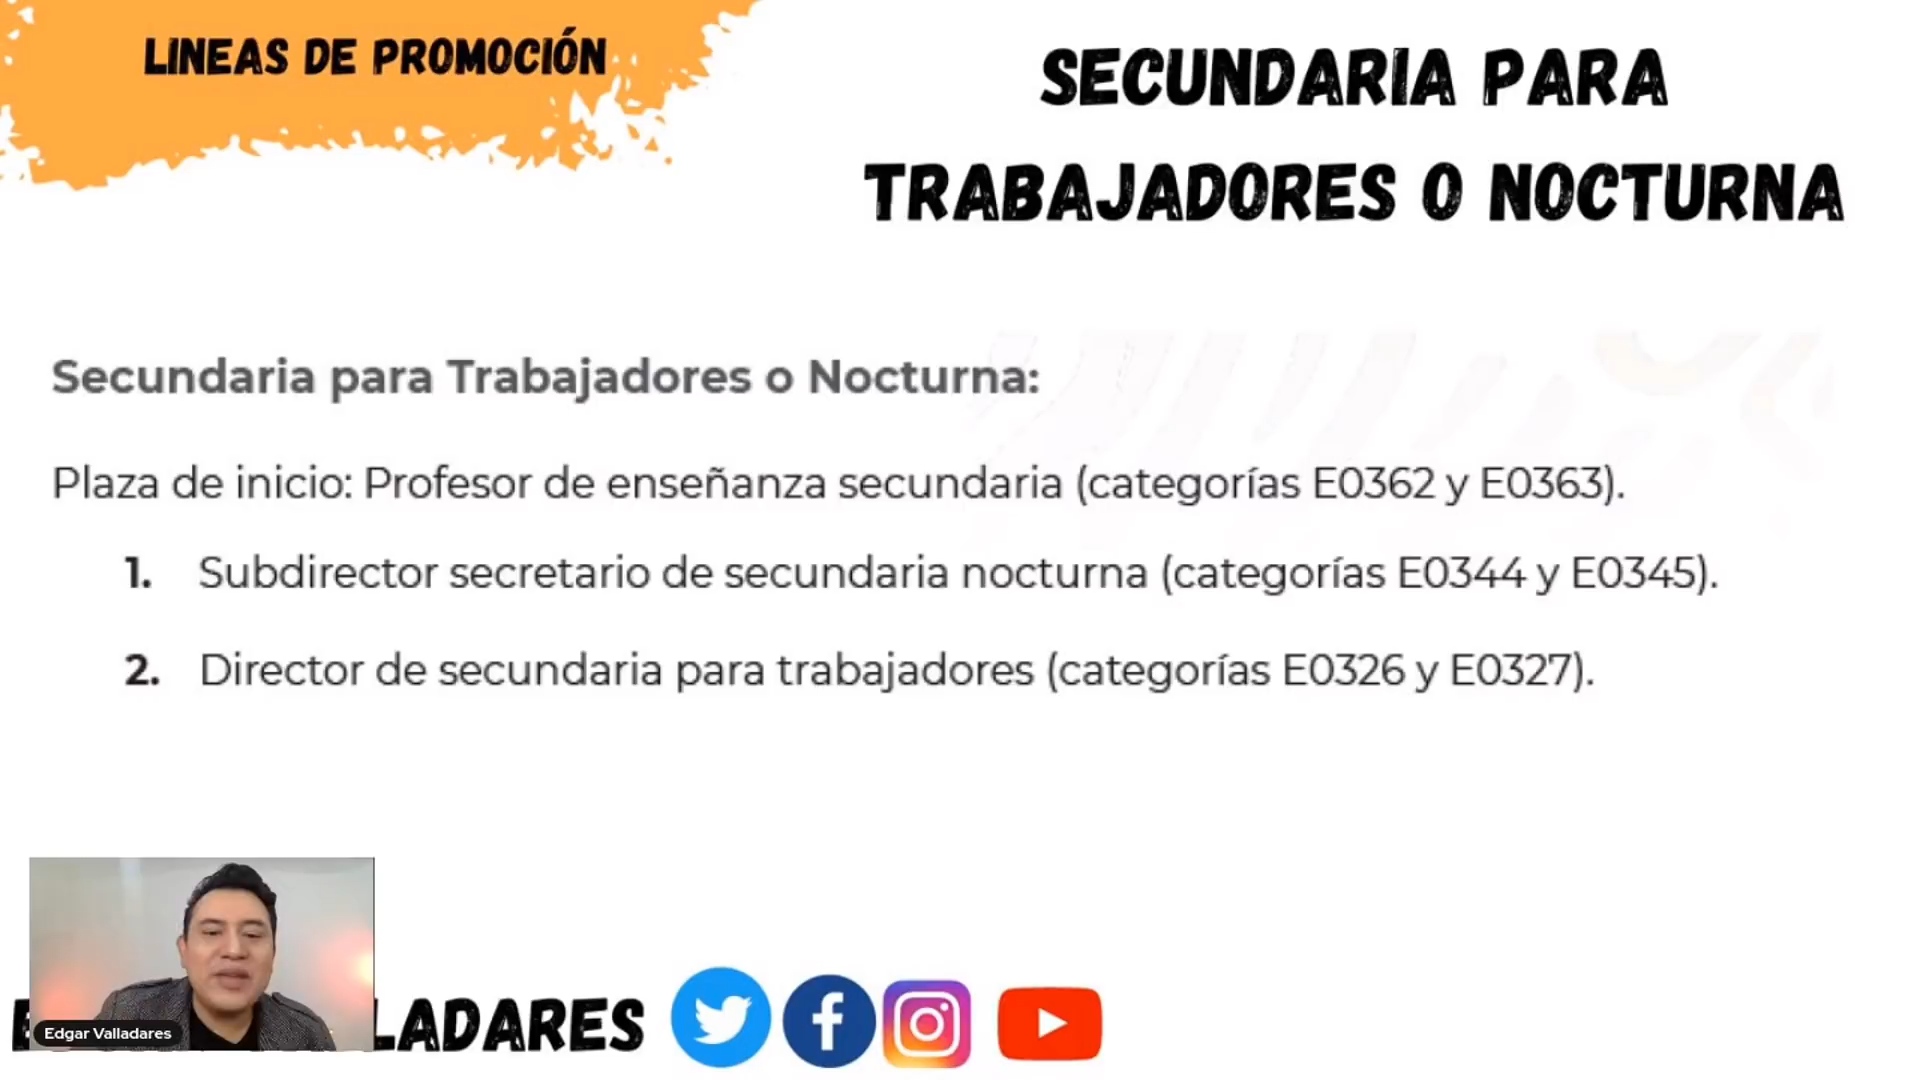 LINEAS DE PROMOCIÓN
SECUNDARIA PARA
TRABAJADORES O NOCTURNA
Secundaria para Trabajadores o Nocturna:
Plaza de inicio: Profesor de enseñanza secundaria (categorías E0362 y E0363).
1. Subdirector secretario de secundaria nocturna (categorías E0344 y E0345).
2. Director de secundaria para trabajadores (categorías E0326 y E0327).
Edgar Valladares
LADARES